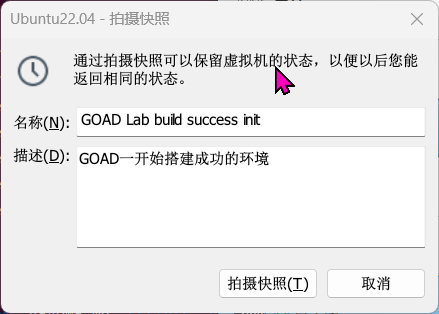 Ubuntu22.04 - 拍摄快照
通过拍摄快照可以保留虚拟机的状态，以便以后您能
返回相同的状态。
名称(N):
GOAD Lab build success init
描述(D):
GOAD一开始搭建成功的环境
拍摄快照(T)
取消